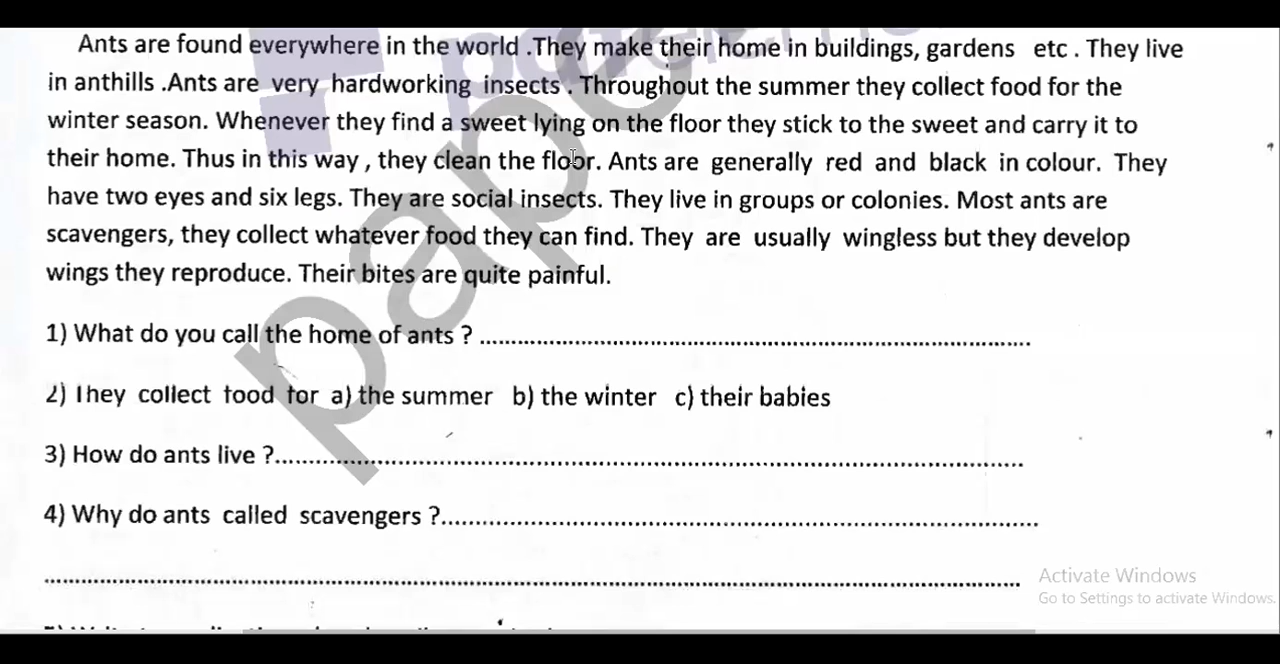 Ants are found everywhere in the world .They make their home in buildings, gardens etc . They live
in anthills .Ants are very hardworking insects . Throughout the summer they collect food for the
winter season. Whenever they find a sweet lying on the floor they stick to the sweet and carry it to
their home. Thus in this way , they clean the floor. Ants are generally red and black in colour. They
have two eyes and six legs. They are social insects. They live in groups or colonies. Most ants are
scavengers, they collect whatever food they can find. They are usually wingless but they develop
wings they reproduce. Their bites are quite painful.
1) What do you call the home of ants ? ........................................................
2) They collect food for a) the summer b) the winter c) their babies
3) How do ants live ?........................................................
4) Why do ants called scavengers ?........................................................
........................................................
Activate Windows
Go to Settings to activate Windows.